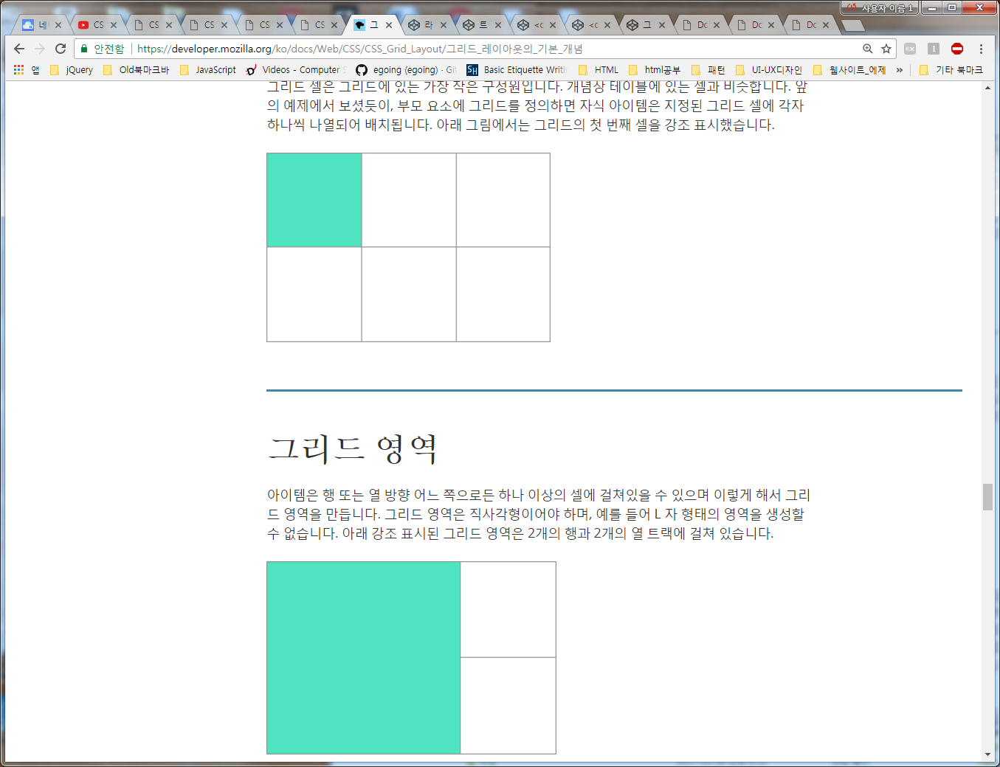 사용자 이름 1
네
CS
CS
CS
CS
CS
그
라
트
<c
<c
그
Dc
Dc
Dc
안전함
https://developer.mozilla.org/ko/docs/Web/CSS/CSS_Grid_Layout/그리드_레이아웃의_기본_개념
앱
jQuery
Old북마크바
JavaScript
Videos - Computer S
egoing (egoing) · Git
SH
Basic Etiquette Writin
HTML
html공부
패턴
UI-UX디자인
웹사이트_예제
»
기타 북마크
그리드 셀은 그리드에 있는 가장 작은 구성원입니다. 개념상 테이블에 있는 셀과 비슷합니다. 앞
의 예제에서 보셨듯이, 부모 요소에 그리드를 정의하면 자식 아이템은 지정된 그리드 셀에 각자
하나씩 나열되어 배치됩니다. 아래 그림에서는 그리드의 첫 번째 셀을 강조 표시했습니다.
그리드 영역
아이템은 행 또는 열 방향 어느 쪽으로든 하나 이상의 셀에 걸쳐있을 수 있으며 이렇게 해서 그리
드 영역을 만듭니다. 그리드 영역은 직사각형이어야 하며, 예를 들어 L 자 형태의 영역을 생성할
수 없습니다. 아래 강조 표시된 그리드 영역은 2개의 행과 2개의 열 트랙에 걸쳐 있습니다.